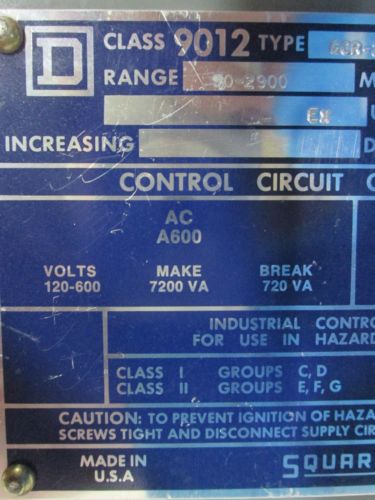 D CLASS 9012 TYPE
RANGE 90-2900 M
EX U
INCREASING D
CONTROL CIRCUIT C
AC
A600
VOLTS MAKE BREAK
120-600 7200 VA 720 VA
INDUSTRIAL CONTRO
FOR USE IN HAZARD
CLASS I GROUPS C, D
CLASS II GROUPS E, F, G
CAUTION: TO PREVENT IGNITION OF HAZA
SCREWS TIGHT AND DISCONNECT SUPPLY CIR
MADE IN
U.S.A
SQUAR